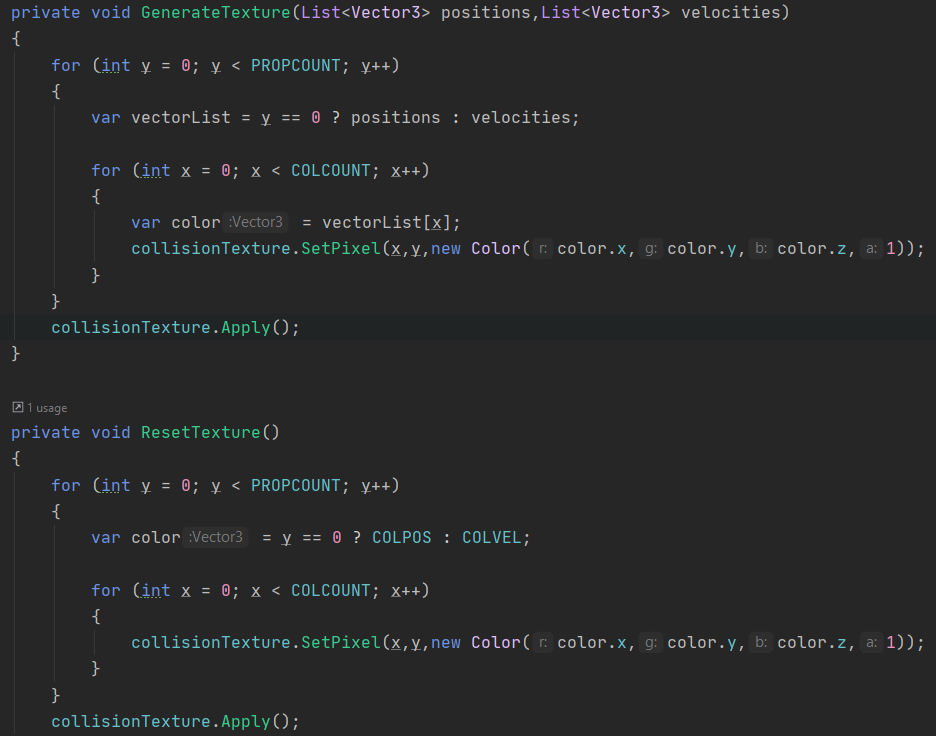 private void GenerateTexture(List<Vector3> positions,List<Vector3> velocities)
{
    for (int y = 0; y < PROPCOUNT; y++)
    {
        var vectorList = y == 0 ? positions : velocities;

        for (int x = 0; x < COLCOUNT; x++)
        {
            var color :Vector3 = vectorList[x];
            collisionTexture.SetPixel(x,y,new Color( r: color.x, g: color.y, b: color.z, a: 1));
        }
    }
    collisionTexture.Apply();
}

1 usage
private void ResetTexture()
{
    for (int y = 0; y < PROPCOUNT; y++)
    {
        var color :Vector3 = y == 0 ? COLPOS : COLVEL;

        for (int x = 0; x < COLCOUNT; x++)
        {
            collisionTexture.SetPixel(x,y,new Color( r: color.x, g: color.y, b: color.z, a: 1));
        }
    }
    collisionTexture.Apply();